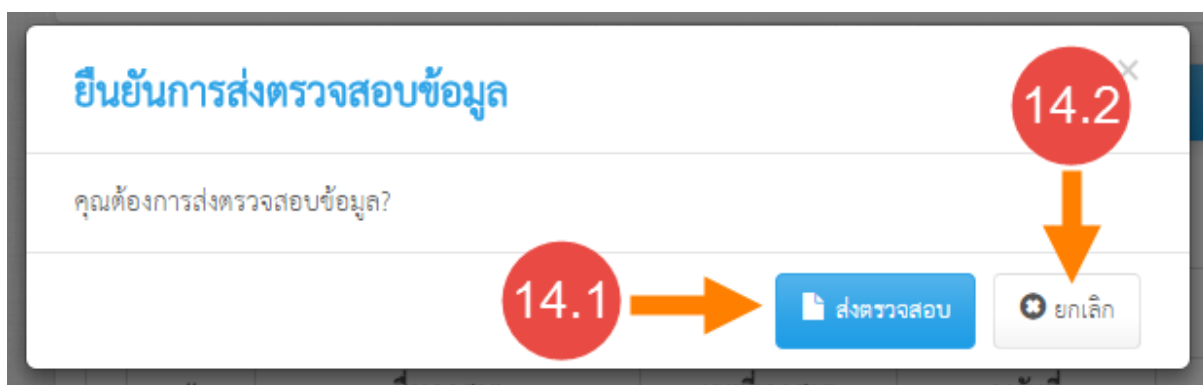 ยืนยันการส่งตรวจสอบข้อมูล
×
14.2
คุณต้องการส่งตรวจสอบข้อมูล?
14.1
ส่งตรวจสอบ
ยกเลิก